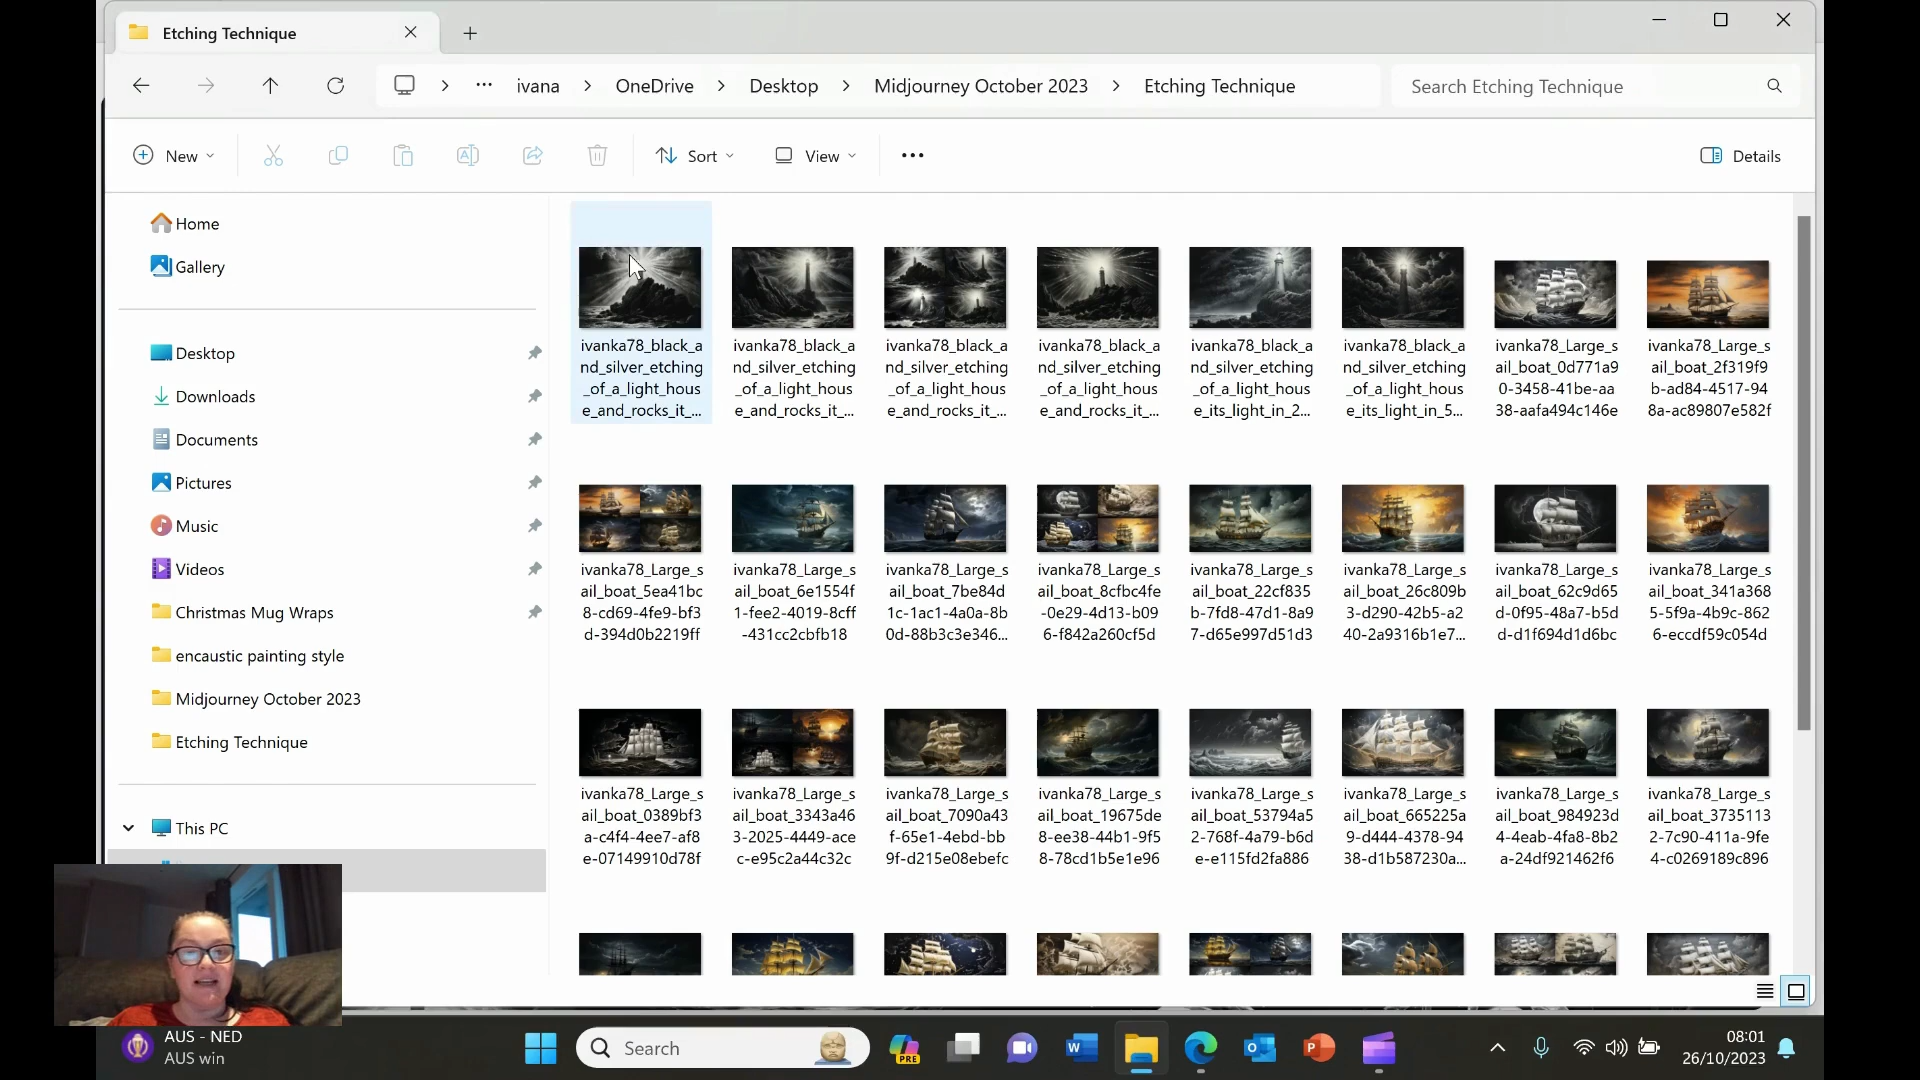 Etching Technique
ivana
OneDrive
Desktop
Midjourney October 2023
Etching Technique
Search Etching Technique
New
Sort
View
Details
Home
Gallery
Desktop
Downloads
Documents
Pictures
Music
Videos
Christmas Mug Wraps
encaustic painting style
Midjourney October 2023
Etching Technique
This PC
ivanka78_black_a
nd_silver_etching
_of_a_light_hous
e_and_rocks_it_...
ivanka78_black_a
nd_silver_etching
_of_a_light_hous
e_and_rocks_it_...
ivanka78_black_a
nd_silver_etching
_of_a_light_hous
e_and_rocks_it_...
ivanka78_black_a
nd_silver_etching
_of_a_light_hous
e_and_rocks_it_...
ivanka78_black_a
nd_silver_etching
_of_a_light_hous
e_its_light_in_2...
ivanka78_black_a
nd_silver_etching
_of_a_light_hous
e_its_light_in_5...
ivanka78_Large_s
ail_boat_0d771a9
0-3458-41be-aa
38-aafa494c146e
ivanka78_Large_s
ail_boat_2f319f9
b-ad84-4517-94
8a-ac89807e582f
ivanka78_Large_s
ail_boat_5ea41bc
8-cd69-4fe9-bf3
d-394d0b2219ff
ivanka78_Large_s
ail_boat_6e1554f
1-fee2-4019-8cff
-431cc2cbfb18
ivanka78_Large_s
ail_boat_7be84d
1c-1ac1-4a0a-8b
0d-88b3c3e346...
ivanka78_Large_s
ail_boat_8cfbc4fe
-0e29-4d13-b09
6-f842a260cf5d
ivanka78_Large_s
ail_boat_22cf835
b-7fd8-47d1-8a9
7-d65e997d51d3
ivanka78_Large_s
ail_boat_26c809b
3-d290-42b5-a2
40-2a9316b1e7...
ivanka78_Large_s
ail_boat_62c9d65
d-0f95-48a7-b5d
d-d1f694d1d6bc
ivanka78_Large_s
ail_boat_341a368
5-5f9a-4b9c-862
6-eccdf59c054d
ivanka78_Large_s
ail_boat_0389bf3
a-c4f4-4ee7-af8
e-07149910d78f
ivanka78_Large_s
ail_boat_3343a46
3-2025-4449-ace
c-e95c2a44c32c
ivanka78_Large_s
ail_boat_7090a43
f-65e1-4ebd-bb
9f-d215e08ebefc
ivanka78_Large_s
ail_boat_19675de
8-ee38-44b1-9f5
8-78cd1b5e1e96
ivanka78_Large_s
ail_boat_53794a5
2-768f-4a79-b6d
e-e115fd2fa886
ivanka78_Large_s
ail_boat_665225a
9-d444-4378-94
38-d1b587230a...
ivanka78_Large_s
ail_boat_984923d
4-4eab-4fa8-8b2
a-24df921462f6
ivanka78_Large_s
ail_boat_3735113
2-7c90-411a-9fe
4-c0269189c896
AUS - NED
AUS win
Search
PRE
08:01
26/10/2023